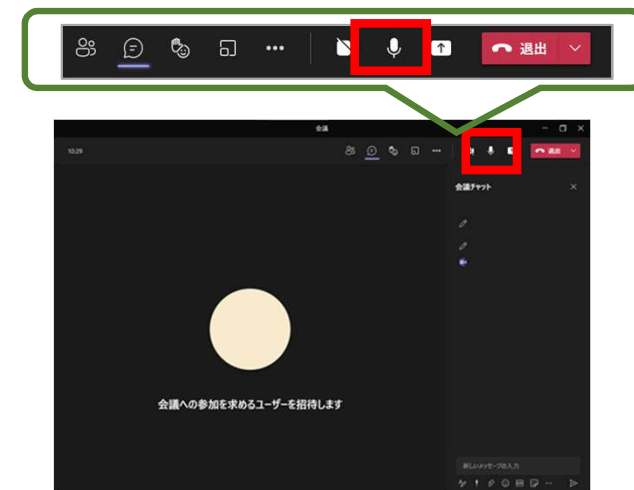 退出
会議
10:29
退出
会議チャット
会議への参加を求めるユーザーを招待します
新しいメッセージの入力